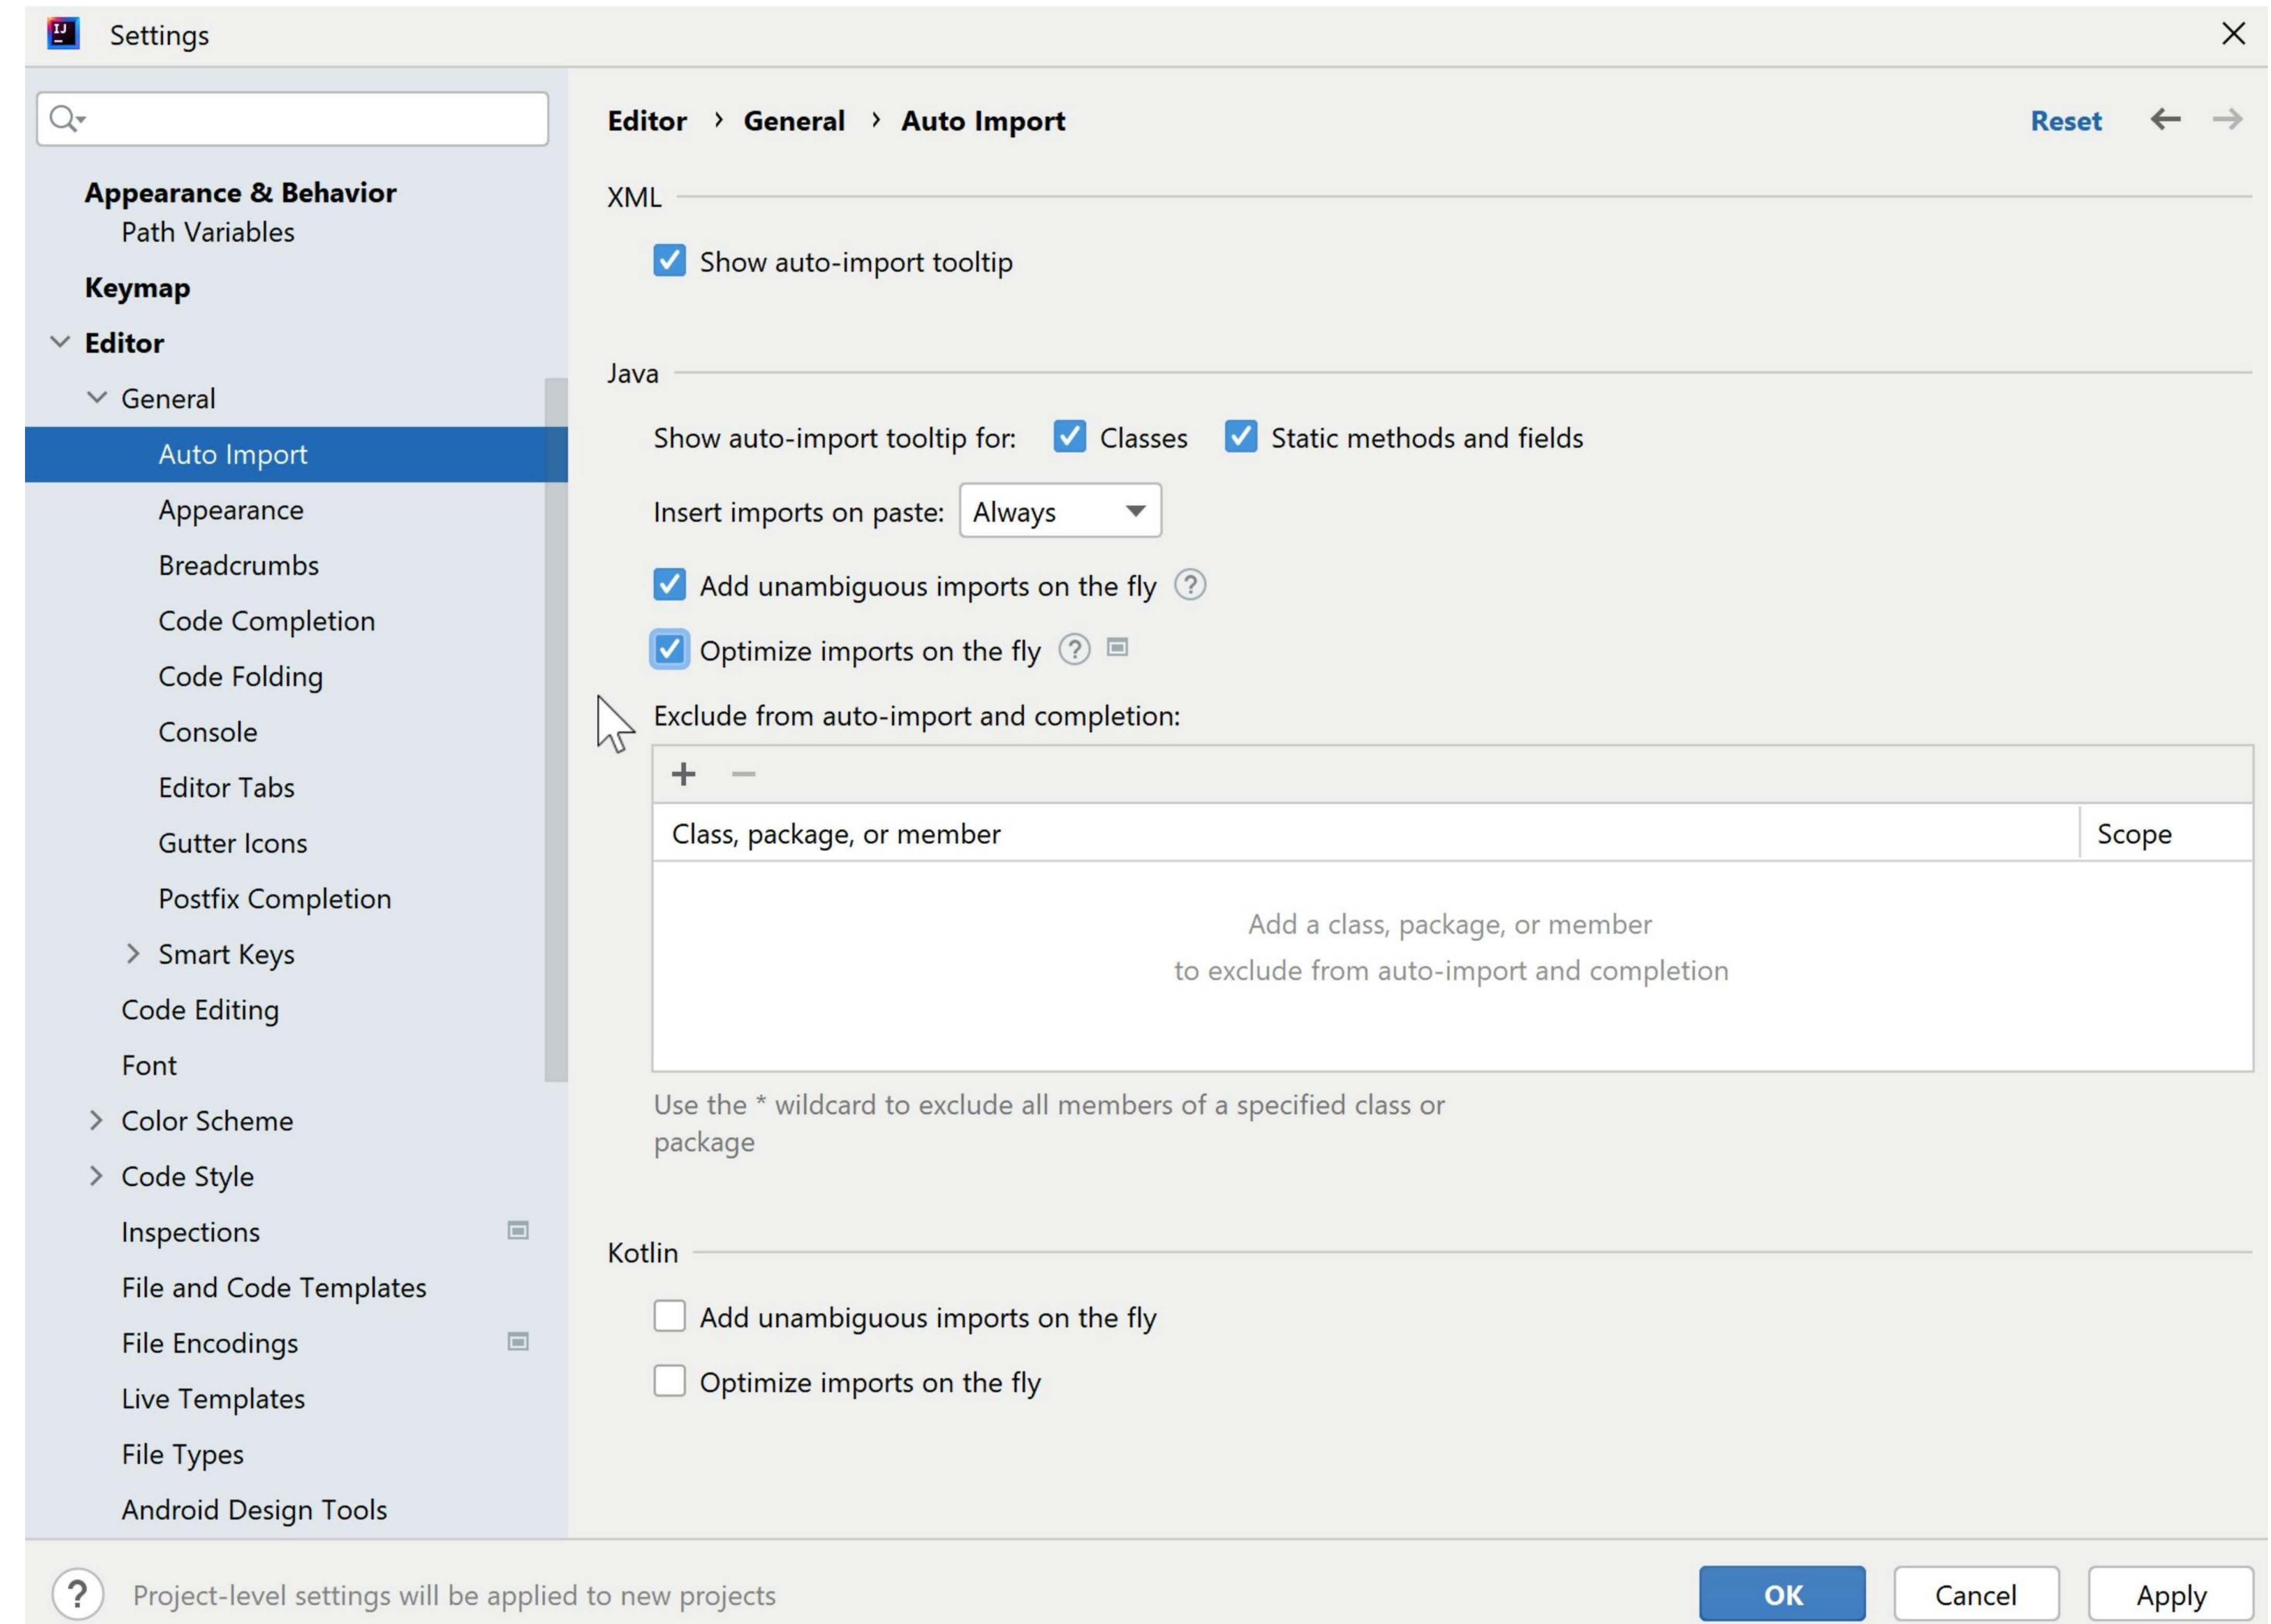 IJ
Settings
Appearance & Behavior
Path Variables
Keymap
Editor
General
Auto Import
Appearance
Breadcrumbs
Code Completion
Code Folding
Console
Editor Tabs
Gutter Icons
Postfix Completion
Smart Keys
Code Editing
Font
Color Scheme
Code Style
Inspections
File and Code Templates
File Encodings
Live Templates
File Types
Android Design Tools
Editor › General › Auto Import
Reset
XML
Show auto-import tooltip
Java
Show auto-import tooltip for: Classes Static methods and fields
Insert imports on paste: Always
Add unambiguous imports on the fly ?
Optimize imports on the fly ?
Exclude from auto-import and completion:
+ −
Class, package, or member Scope
Add a class, package, or member
to exclude from auto-import and completion
Use the * wildcard to exclude all members of a specified class or
package
Kotlin
Add unambiguous imports on the fly
Optimize imports on the fly
? Project-level settings will be applied to new projects
OK Cancel Apply